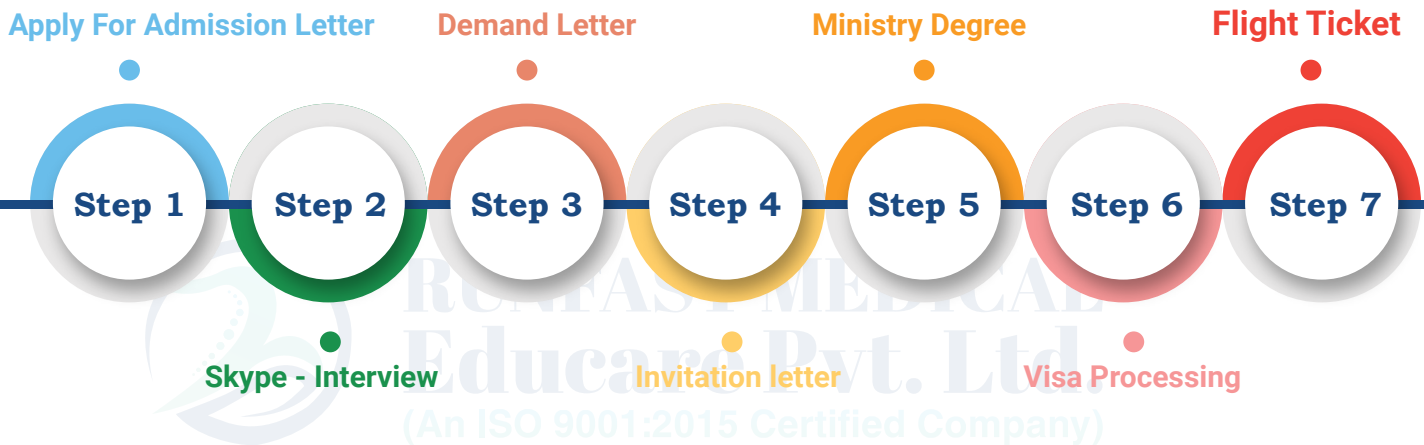 Apply For Admission Letter
Demand Letter
Ministry Degree
Flight Ticket
Step 1
Step 2
Step 3
Step 4
Step 5
Step 6
Step 7
Skype - Interview
Invitation letter
Visa Processing
RUNFAST MEDICAL
Educare Pvt. Ltd.
(An ISO 9001:2015 Certified Company)